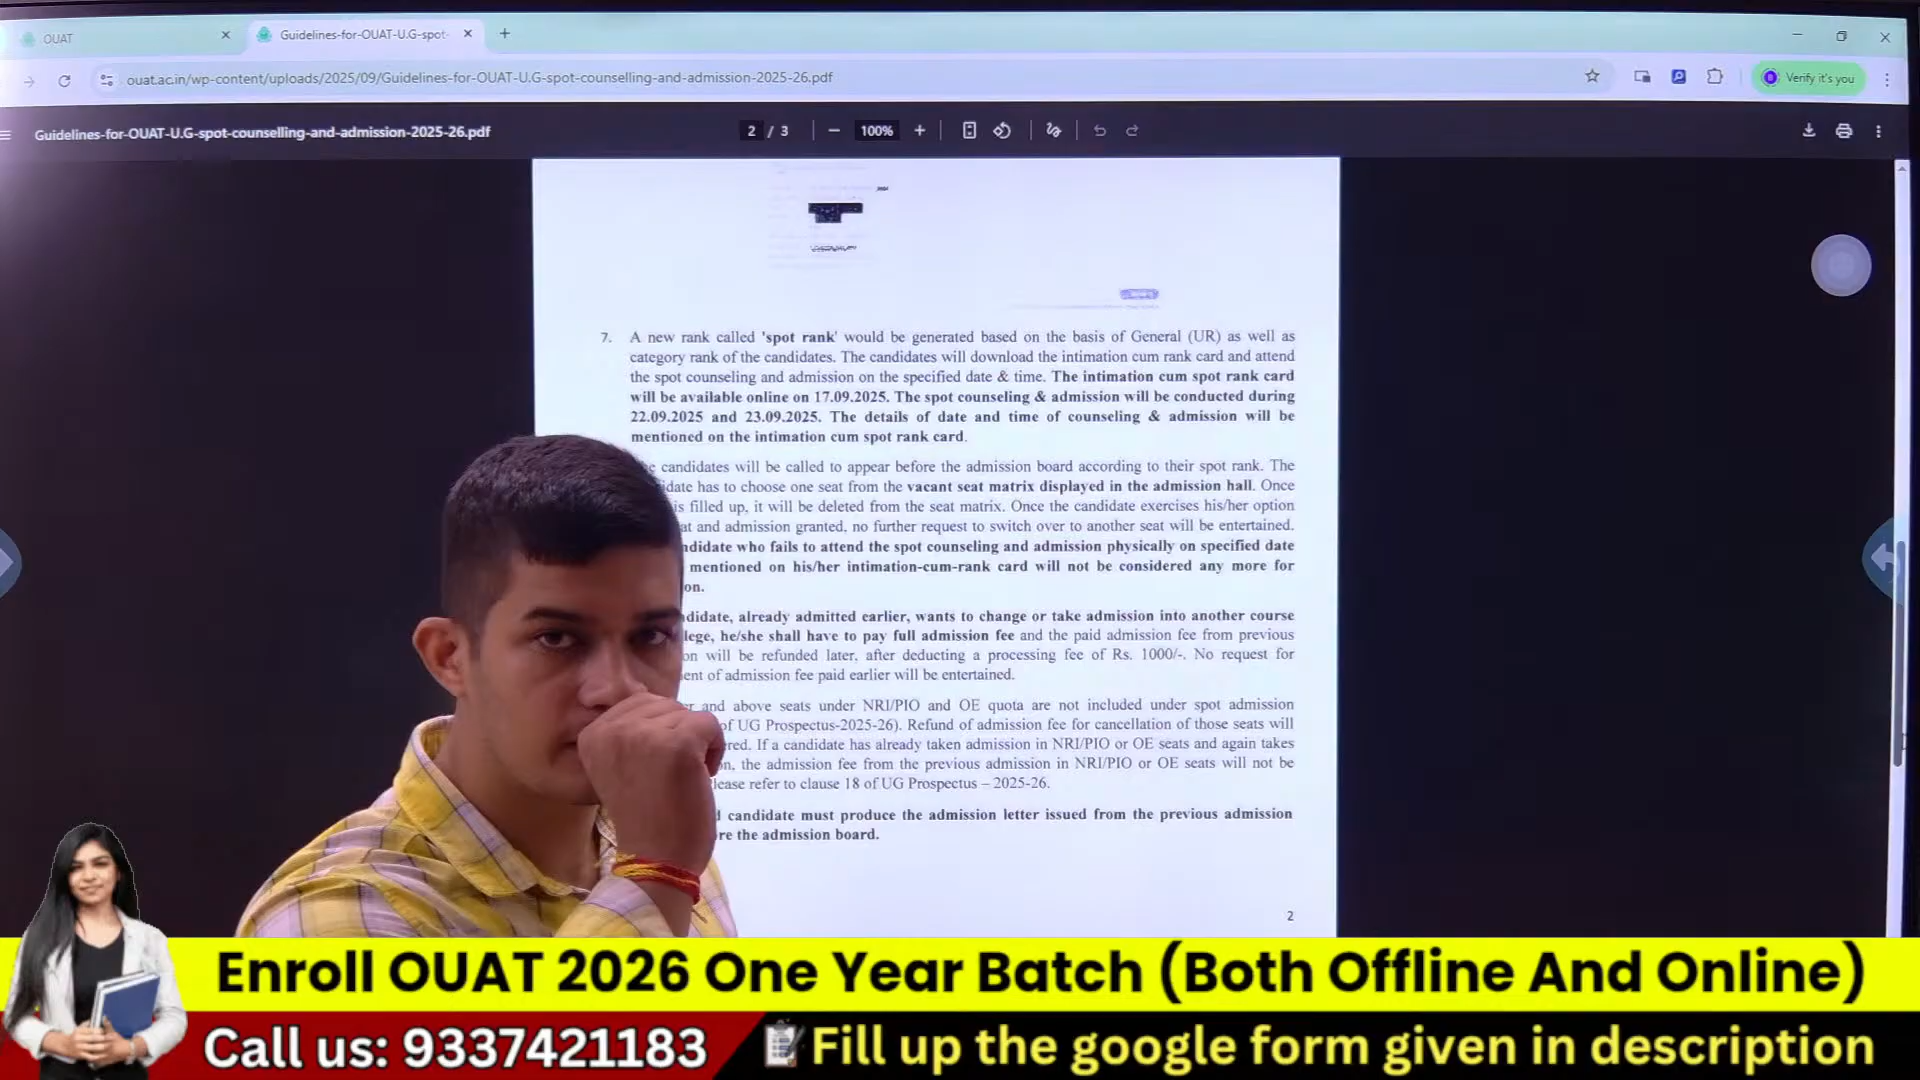 OUAT
Guidelines-for-OUAT-U.G-spot-
ouat.ac.in/wp-content/uploads/2025/09/Guidelines-for-OUAT-U.G-spot-counselling-and-admission-2025-26.pdf
Verify it's you
Guidelines-for-OUAT-U.G-spot-counselling-and-admission-2025-26.pdf
2 / 3
100%
7. A new rank called 'spot rank' would be generated based on the basis of General (UR) as well as
category rank of the candidates. The candidates will download the intimation cum rank card and attend
the spot counseling and admission on the specified date & time. The intimation cum spot rank card
will be available online on 17.09.2025. The spot counseling & admission will be conducted during
22.09.2025 and 23.09.2025. The details of date and time of counseling & admission will be
mentioned on the intimation cum spot rank card.
candidates will be called to appear before the admission board according to their spot rank. The
has to choose one seat from the vacant seat matrix displayed in the admission hall. Once
is filled up, it will be deleted from the seat matrix. Once the candidate exercises his/her option
and admission granted, no further request to switch over to another seat will be entertained.
who fails to attend the spot counseling and admission physically on specified date
mentioned on his/her intimation-cum-rank card will not be considered any more for
already admitted earlier, wants to change or take admission into another course
he/she shall have to pay full admission fee and the paid admission fee from previous
will be refunded later, after deducting a processing fee of Rs. 1000/-. No request for
of admission fee paid earlier will be entertained.
and above seats under NRI/PIO and OE quota are not included under spot admission
of UG Prospectus-2025-26). Refund of admission fee for cancellation of those seats will
If a candidate has already taken admission in NRI/PIO or OE seats and again takes
the admission fee from the previous admission in NRI/PIO or OE seats will not be
refer to clause 18 of UG Prospectus – 2025-26.
candidate must produce the admission letter issued from the previous admission
the admission board.
2
Enroll OUAT 2026 One Year Batch (Both Offline And Online)
Call us: 9337421183
Fill up the google form given in description